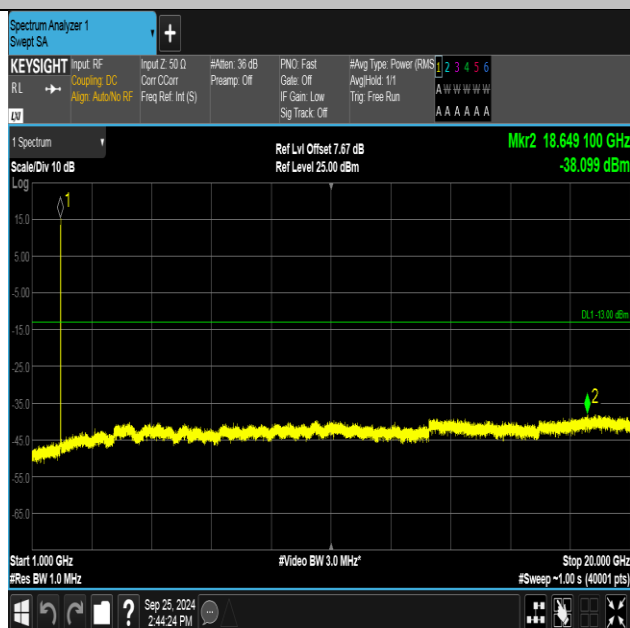 Spectrum Analyzer 1
Swept SA
+
KEYSIGHT
RL
LXI
Input: RF
Coupling: DC
Align: Auto/No RF
Input Z: 50 Ω
Corr CCorr
Freq Ref: Int (S)
#Atten: 36 dB
Preamp: Off
PNO: Fast
Gate: Off
IF Gain: Low
Sig Track: Off
#Avg Type: Power (RMS
Avg|Hold: 1/1
Trig: Free Run
1 2 3 4 5 6
A W W W W W
A A A A A A
1 Spectrum
Scale/Div 10 dB
Ref Lvl Offset 7.67 dB
Ref Level 25.00 dBm
Mkr2 18.649 100 GHz
-38.099 dBm
Log
1
15.0
5.00
-5.00
DL1 -13.00 dBm
-15.0
-25.0
-35.0
2
-45.0
-55.0
-65.0
Start 1.000 GHz
#Video BW 3.0 MHz*
Stop 20.000 GHz
#Res BW 1.0 MHz
#Sweep ~1.00 s (40001 pts)
?
Sep 25, 2024
2:44:24 PM